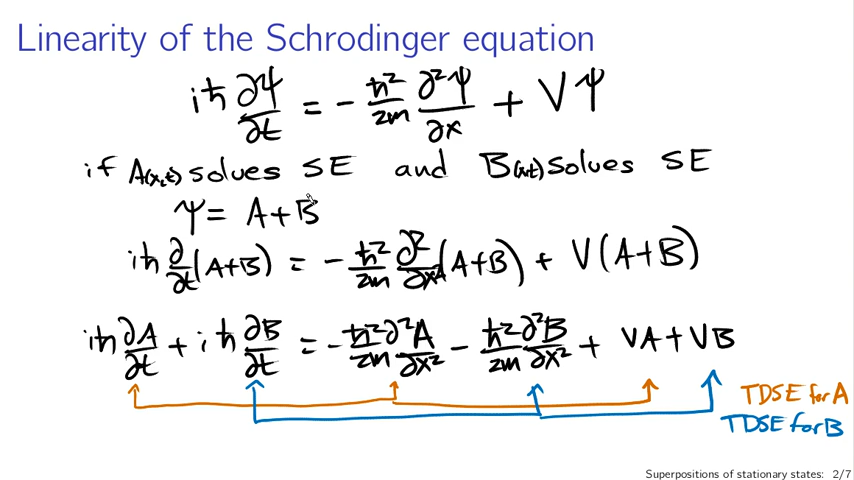 Linearity of the Schrodinger equation
iħ ∂Ψ/∂t = - ħ²/2m ∂²Ψ/∂x + VΨ
if A(x,t) solves SE and B(x,t) solves SE
Ψ = A+B
iħ ∂/∂t (A+B) = - ħ²/2m ∂²/∂x² (A+B) + V(A+B)
iħ ∂A/∂t + iħ ∂B/∂t = - ħ²/2m ∂²A/∂x² - ħ²/2m ∂²B/∂x² + VA + VB
TDSE for A
TDSE for B
Superpositions of stationary states: 2/7